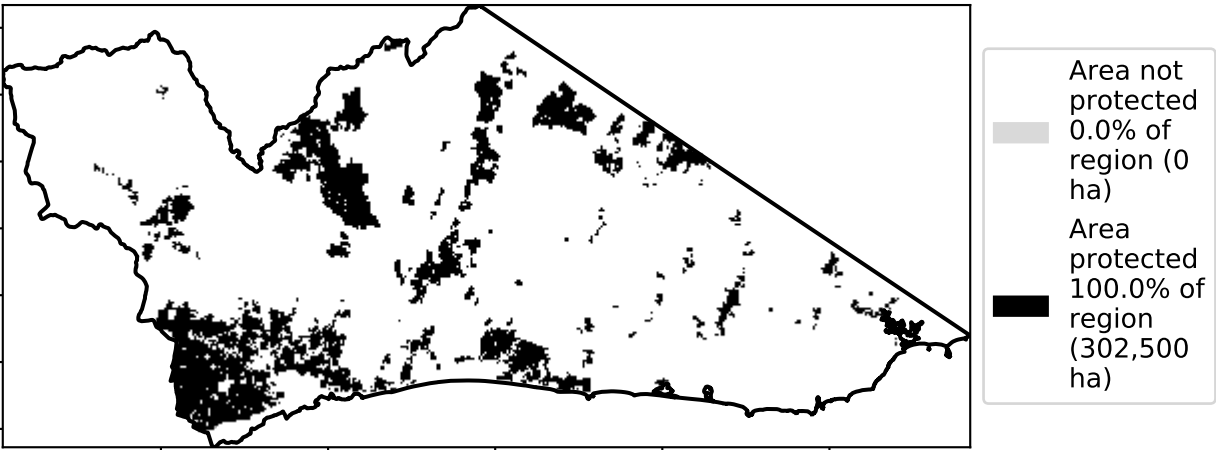 Area not
protected
0.0% of
region (0
ha)
Area
protected
100.0% of
region
(302,500
ha)